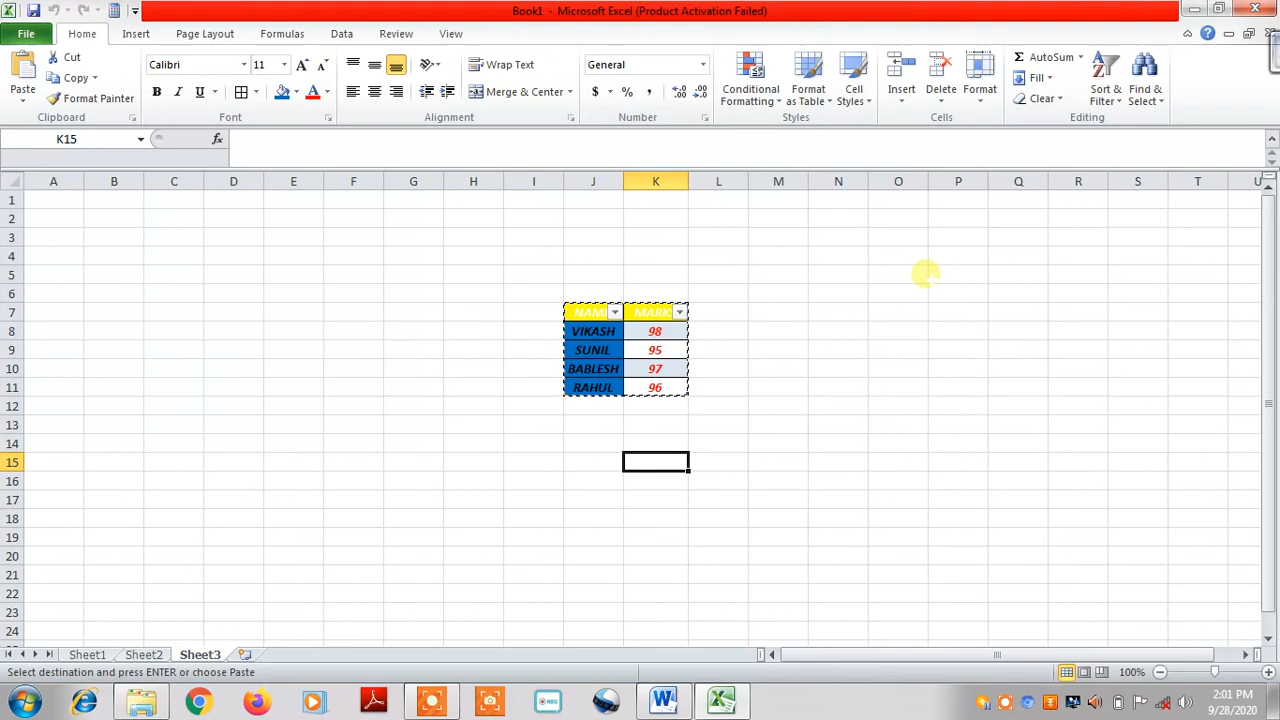 Book1 - Microsoft Excel (Product Activation Failed)
File Home Insert Page Layout Formulas Data Review View
Paste
Cut
Copy
Format Painter
Clipboard
Calibri 11
B I U A
Font
Wrap Text
Merge & Center
Alignment
General
$ % ,
Number
Conditional Formatting
Format as Table
Cell Styles
Styles
Insert
Delete
Format
Cells
Σ AutoSum
Fill
Clear
Sort & Filter
Find & Select
Editing
K15 fx
A B C D E F G H I J K L M N O P Q R S T U
1
2
3
4
5
6
7 NAM MARK
8 VIKASH 98
9 SUNIL 95
10 BABLESH 97
11 RAHUL 96
12
13
14
15
16
17
18
19
20
21
22
23
24
Sheet1 Sheet2 Sheet3
Select destination and press ENTER or choose Paste 100%
REC
2:01 PM
9/28/2020